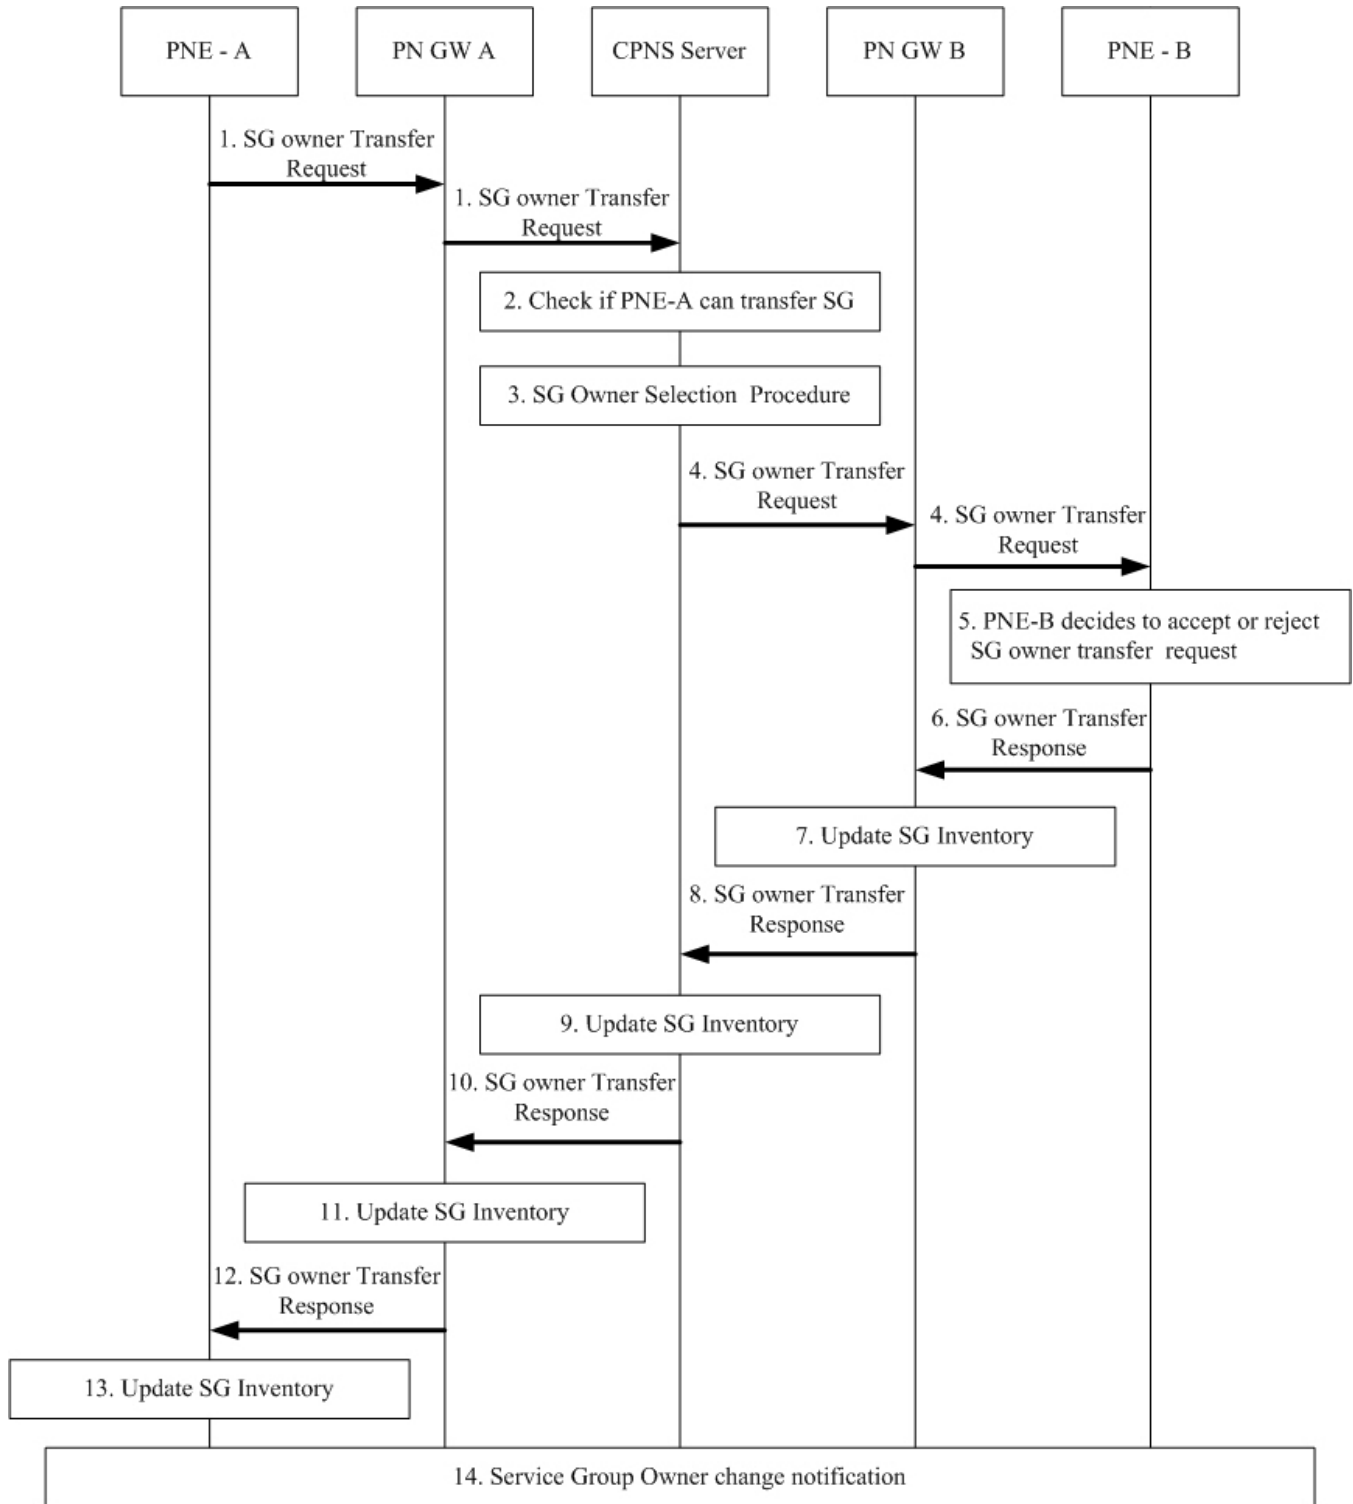 PNE - A
PN GW A
CPNS Server
PN GW B
PNE - B
1. SG owner Transfer
Request
1. SG owner Transfer
Request
2. Check if PNE-A can transfer SG
3. SG Owner Selection Procedure
4. SG owner Transfer
Request
4. SG owner Transfer
Request
5. PNE-B decides to accept or reject
SG owner transfer request
6. SG owner Transfer
Response
7. Update SG Inventory
8. SG owner Transfer
Response
9. Update SG Inventory
10. SG owner Transfer
Response
11. Update SG Inventory
12. SG owner Transfer
Response
13. Update SG Inventory
14. Service Group Owner change notification